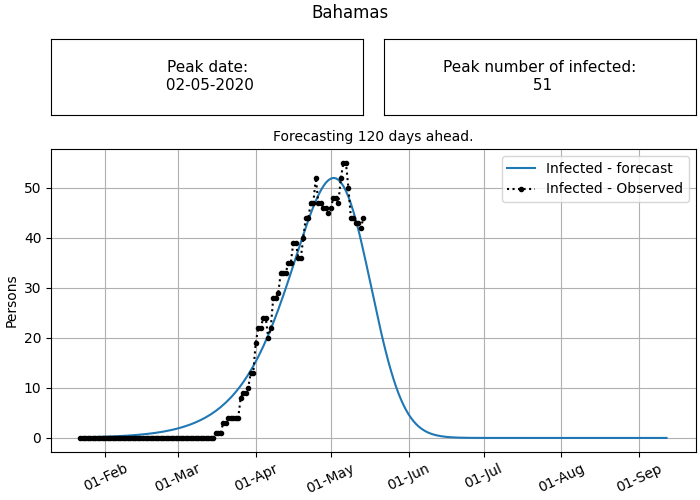 Bahamas
Peak date:
02-05-2020
Peak number of infected:
51
Forecasting 120 days ahead.
Infected - forecast
Infected - Observed
Persons
50
40
30
20
10
0
01-Feb
01-Mar
01-Apr
01-May
01-Jun
01-Jul
01-Aug
01-Sep